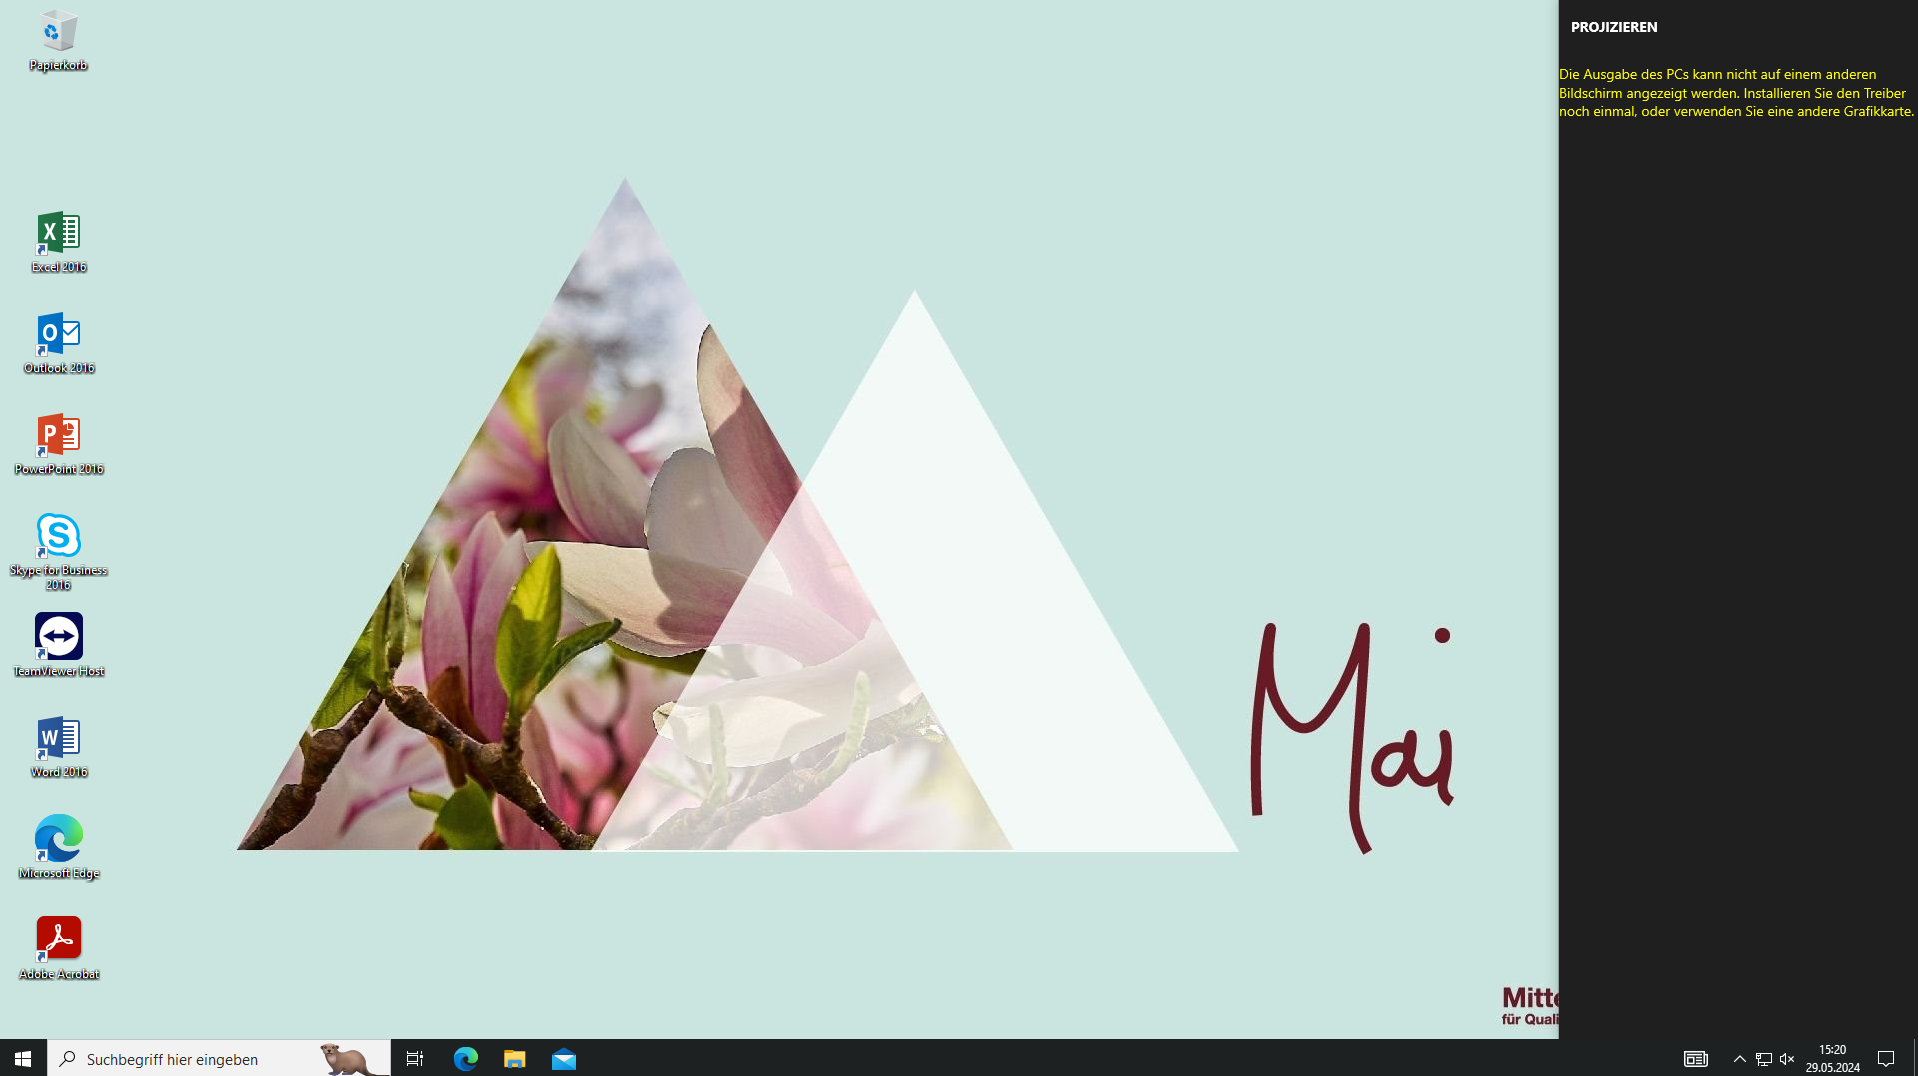 Papierkorb
Excel 2016
Outlook 2016
PowerPoint 2016
Skype for Business
2016
TeamViewer Host
Word 2016
Microsoft Edge
Adobe Acrobat
Mai
Mitte
für Quali
PROJIZIEREN
Die Ausgabe des PCs kann nicht auf einem anderen
Bildschirm angezeigt werden. Installieren Sie den Treiber
noch einmal, oder verwenden Sie eine andere Grafikkarte.
Suchbegriff hier eingeben
15:20
29.05.2024